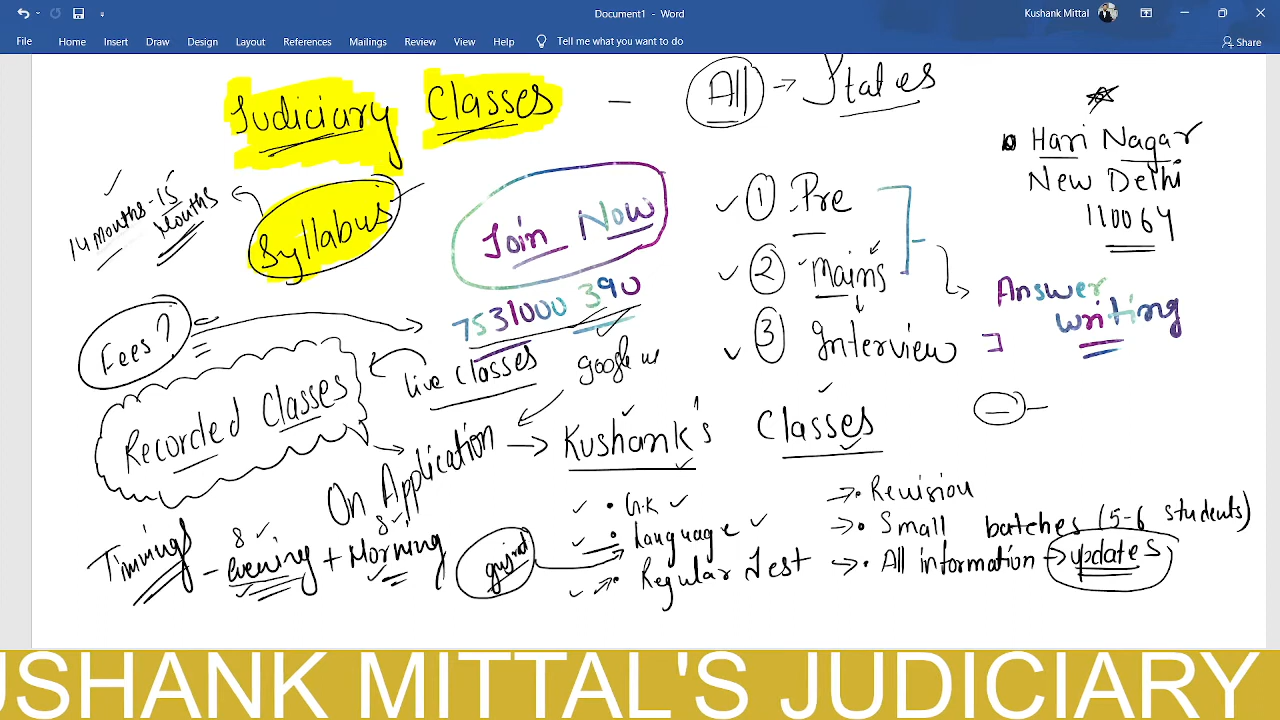 Document1 - Word
Kushank Mittal
File Home Insert Draw Design Layout References Mailings Review View Help Tell me what you want to do
Share
Judiciary Classes - All → States
Hari Nagar
New Delhi
110064
14 months - 15 months
Syllabus
Join Now
7531000 390
① Pre
② Mains
③ Interview
Answer writing
Fees?
Live Classes
google
Recorded Classes
On Application → Kushank's Classes
G.K
Language
Regular Test
Revision
Small batches (5-6 students)
All information → updates
Timings - 8 evening + 8 Morning
gujrat
USHANK MITTAL'S JUDICIARY